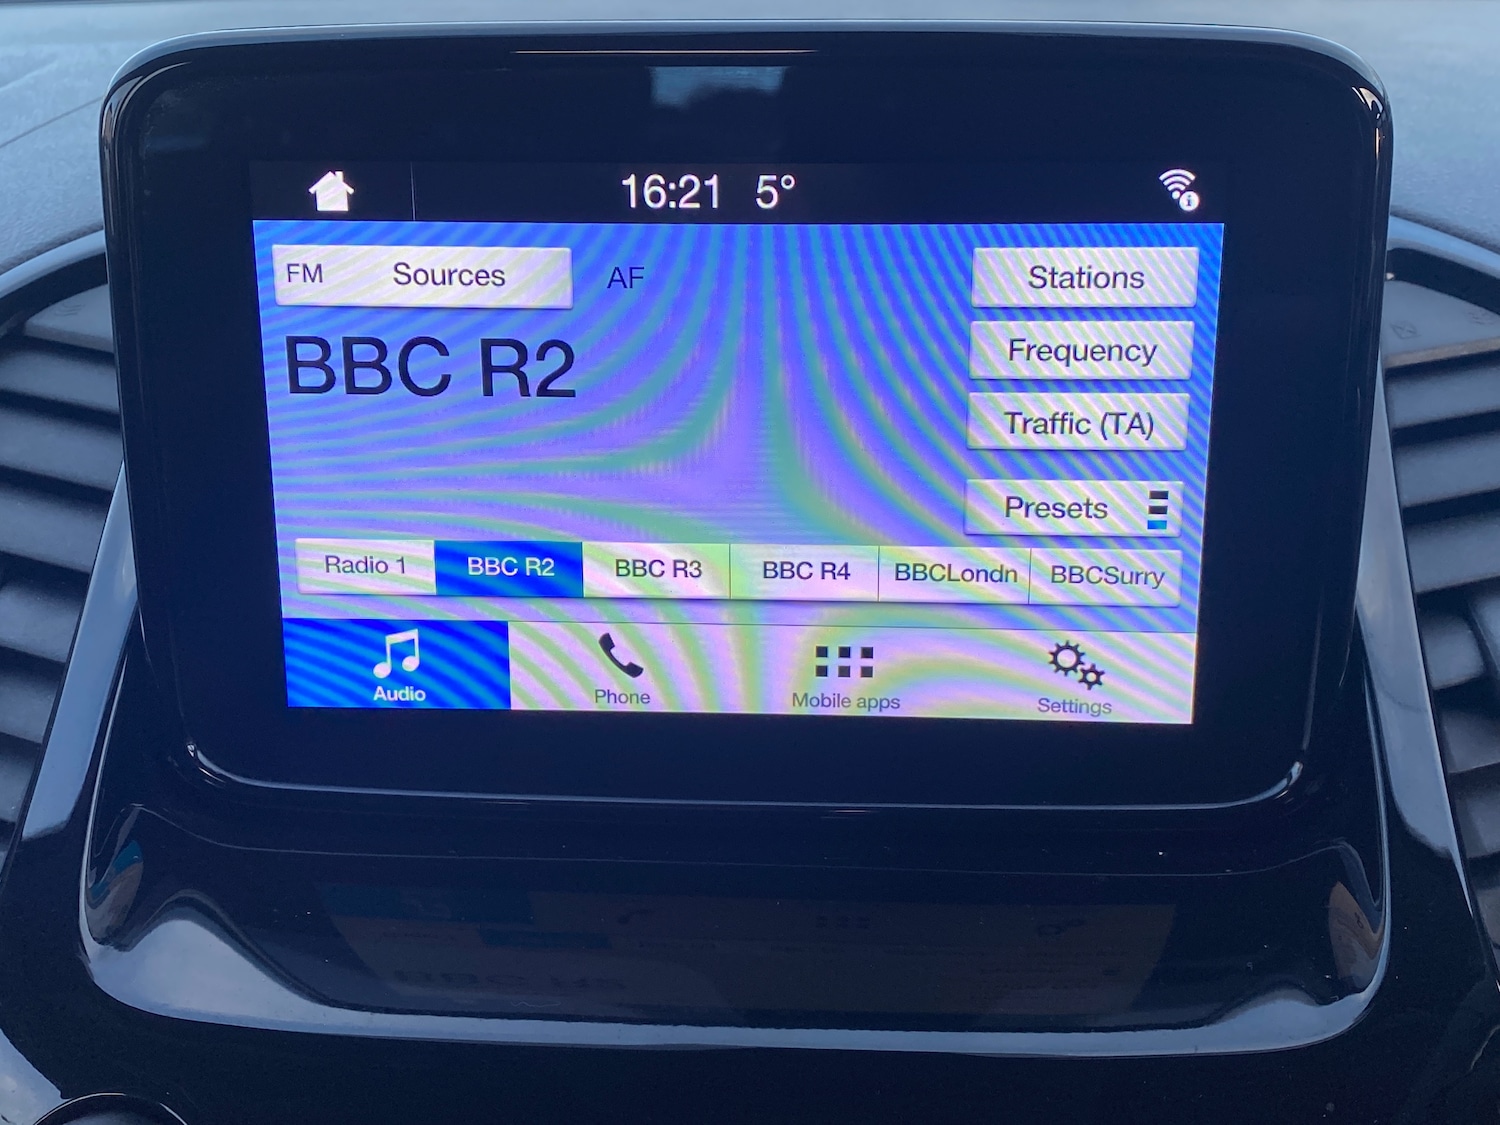 16:21 5°
FM Sources AF Stations
BBC R2
Frequency
Traffic (TA)
Presets
Radio 1 BBC R2 BBC R3 BBC R4 BBCLondn BBCSurry
Audio Phone Mobile apps Settings